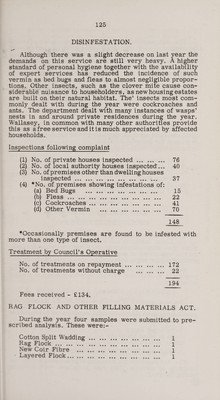 125
DISINFESTATION.
Although there was a slight decrease on last year the
demands on this service are still very heavy. A higher
standard of personal hygiene together with the availability
of expert services has reduced the incidence of such
vermin as bed bugs and fleas to almost negligible propor-
tions. Other insects, such as the clover mite cause con-
siderable nuisance to householders, as new housing estates
are built on their natural habitat. The' insects most com-
monly dealt with during the year were cockroaches and
ants. The department dealt with many instances of wasps'
nests in and around private residences during the year.
Wallasey, in common with many other authorities provide
this as a free service and it is much appreciated by affected
households.
Inspections following complaint
(1) No. of private houses inspected ... ... ... 76
(2) No. of local authority houses inspected... 40
(3) No. of premises other than dwelling houses
inspected ... ... ... ... ... ... ... ... 37
(4) *No. of premises showing infestations of:
(a) Bed Bugs ... ... ... ... ... ... 15
(b) Fleas ... ... ... ... ... ... ... 22
(c) Cockroaches ... ... ... ... ... ... 41
(d) Other Vermin ... ... ... ... ... 70
148
*Occasionally premises are found to be infested with
more than one type of insect.
Treatment by Council's Operative
No. of treatments on repayment ... ... ... 172
No. of treatments without charge ... ... ... 22
194
Fees received - £134.
RAG FLOCK AND OTHER FILLING MATERIALS ACT.
During the year four samples were submitted to pre-
scribed analysis. These were:-
Cotton Split Wadding ... ... ... ... ... ... 1
Rag Flock ... ... ... ... ... ... ... ... 1
New Coir Fibre ... ... ... ... ... ... ... 1
Layered Flock ... ... ... ... ... ... ... 1